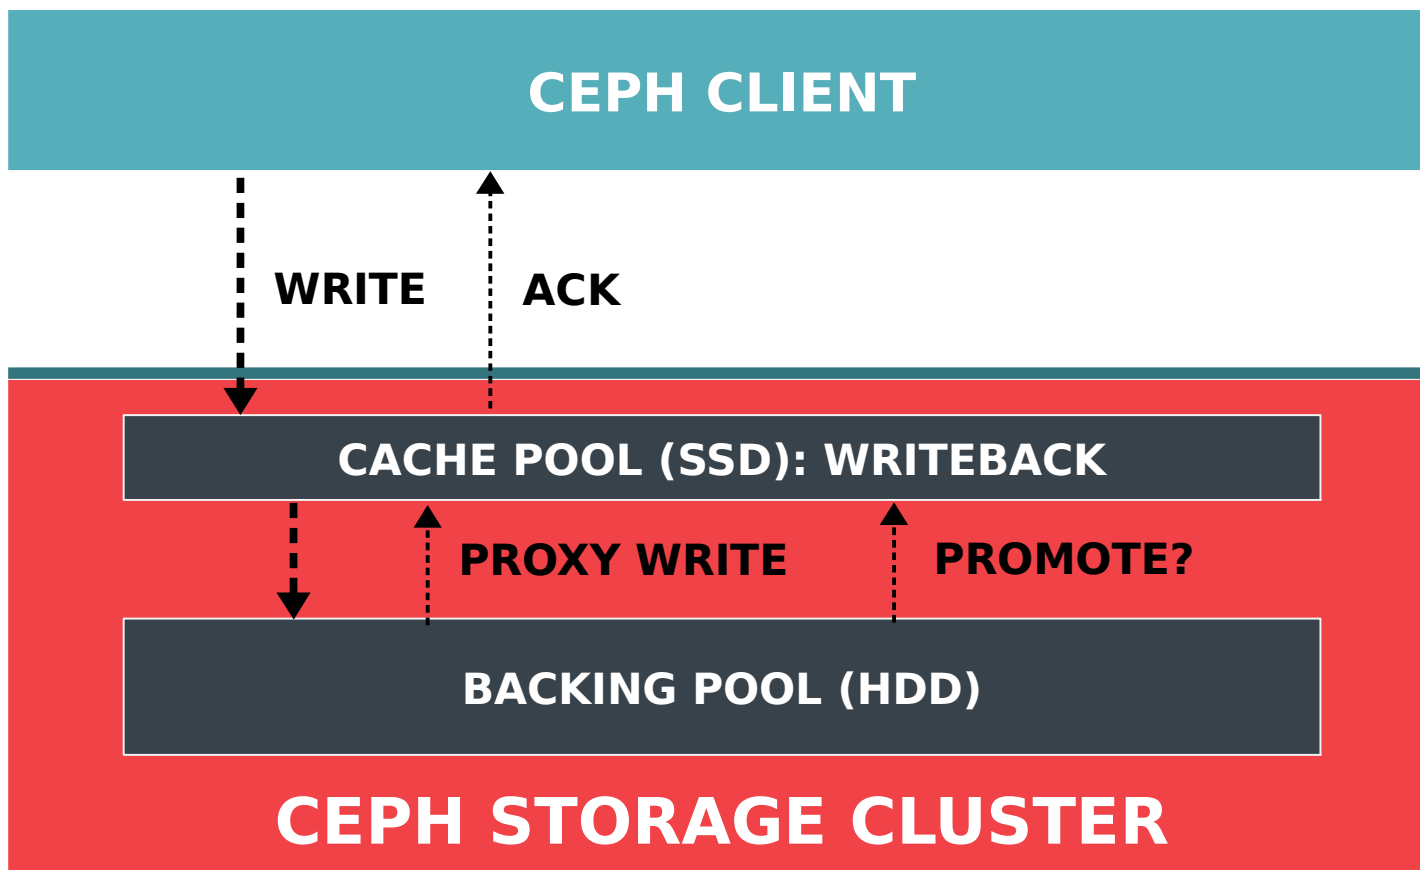 CEPH CLIENT
WRITE
ACK
CACHE POOL (SSD): WRITEBACK
PROXY WRITE
PROMOTE?
BACKING POOL (HDD)
CEPH STORAGE CLUSTER